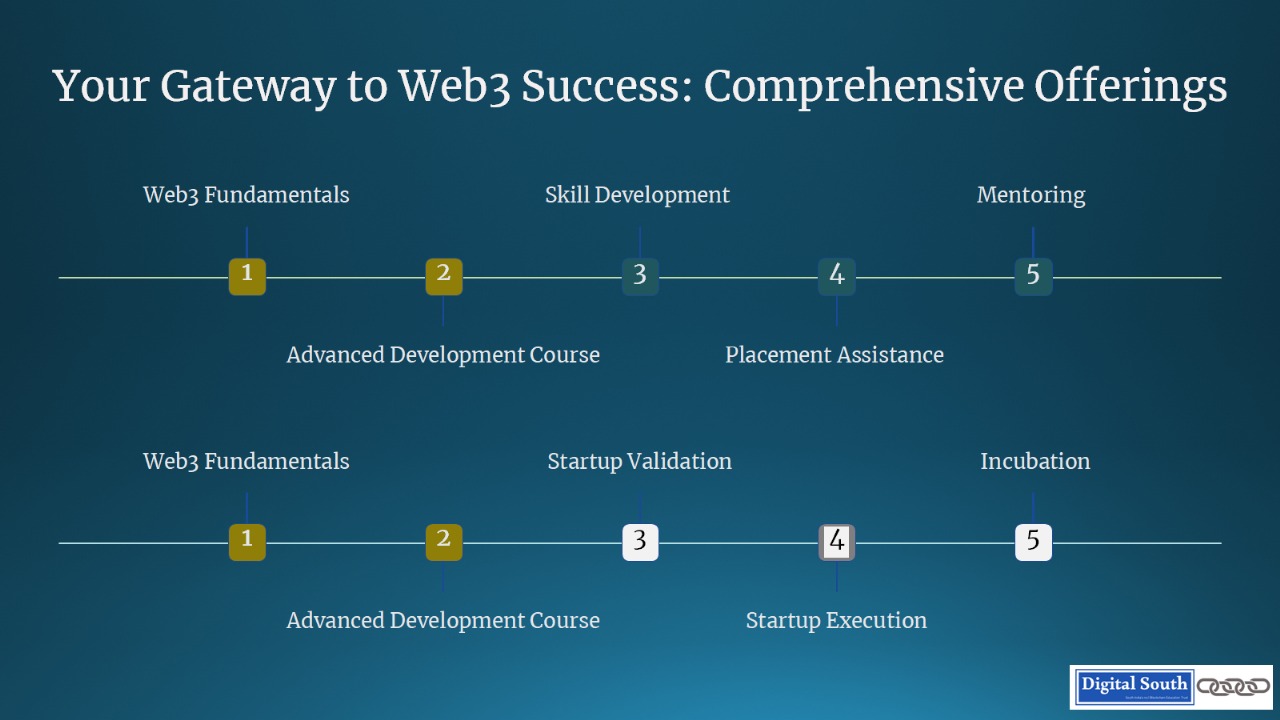 Your Gateway to Web3 Success: Comprehensive Offerings
Web3 Fundamentals
Skill Development
Mentoring
1
2
3
4
5
Advanced Development Course
Placement Assistance
Web3 Fundamentals
Startup Validation
Incubation
1
2
3
4
5
Advanced Development Course
Startup Execution
Digital South